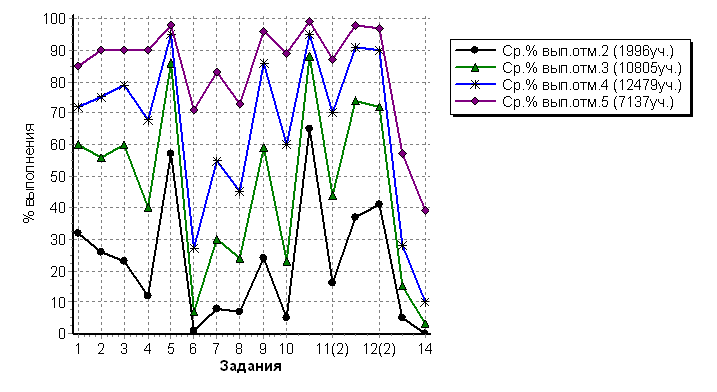 100
90
80
70
60
50
40
30
20
10
0
% выполнения
1 2 3 4 5 6 7 8 9 10 11(2) 12(2) 14
Задания
Ср.% вып.отм.2 (1996уч.)
Ср.% вып.отм.3 (10805уч.)
Ср.% вып.отм.4 (12479уч.)
Ср.% вып.отм.5 (7137уч.)